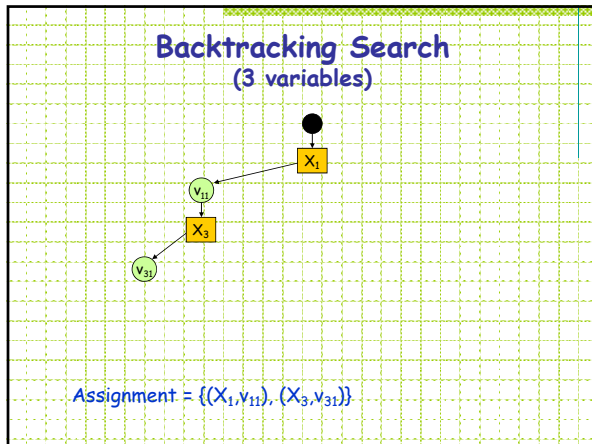 Backtracking Search
(3 variables)
X₁
v₁₁
X₃
v₃₁
Assignment = {(X₁,v₁₁), (X₃,v₃₁)}